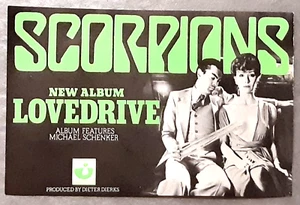 SCORPIONS
NEW ALBUM
LOVEDRIVE
ALBUM FEATURES
MICHAEL SCHENKER
PRODUCED BY DIETER DIERKS